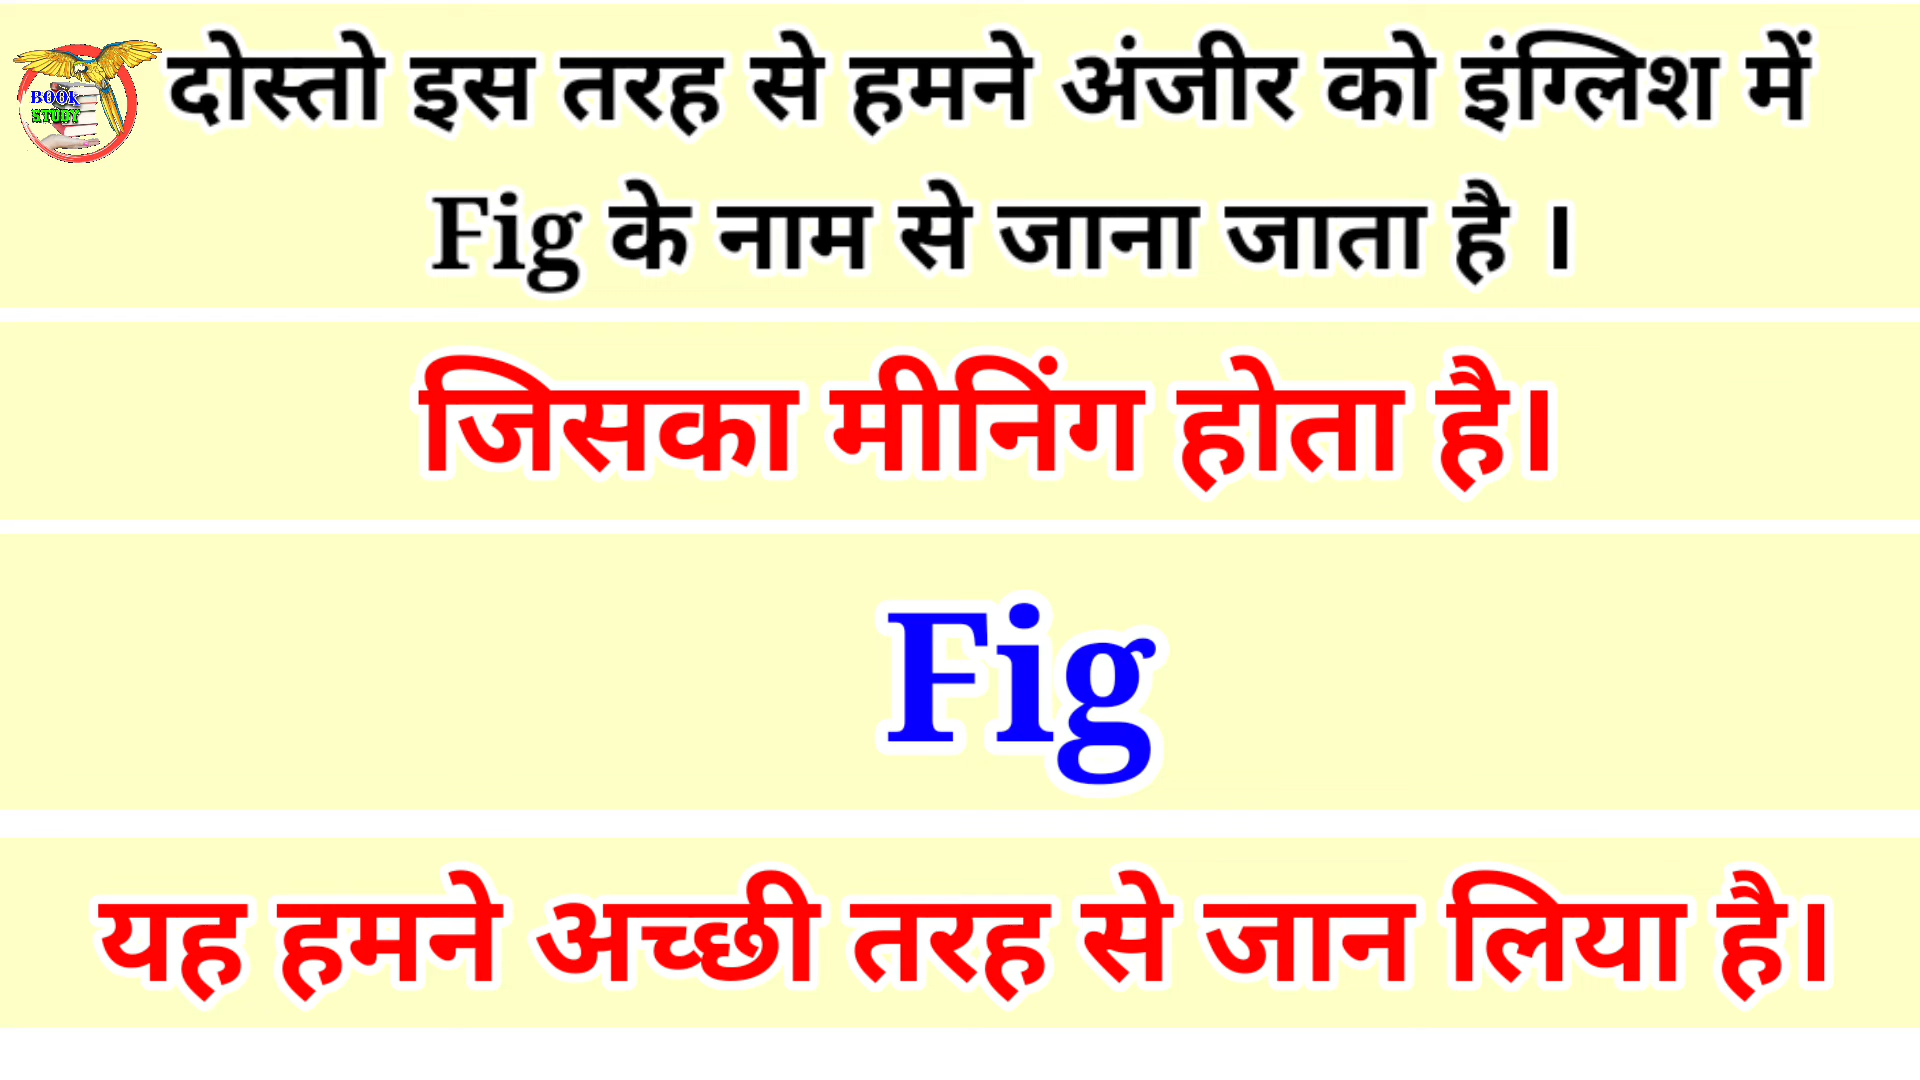 BOOK
STUDY
दोस्तो इस तरह से हमने अंजीर को इंग्लिश में
Fig के नाम से जाना जाता है ।
जिसका मीनिंग होता है।
Fig
यह हमने अच्छी तरह से जान लिया है।